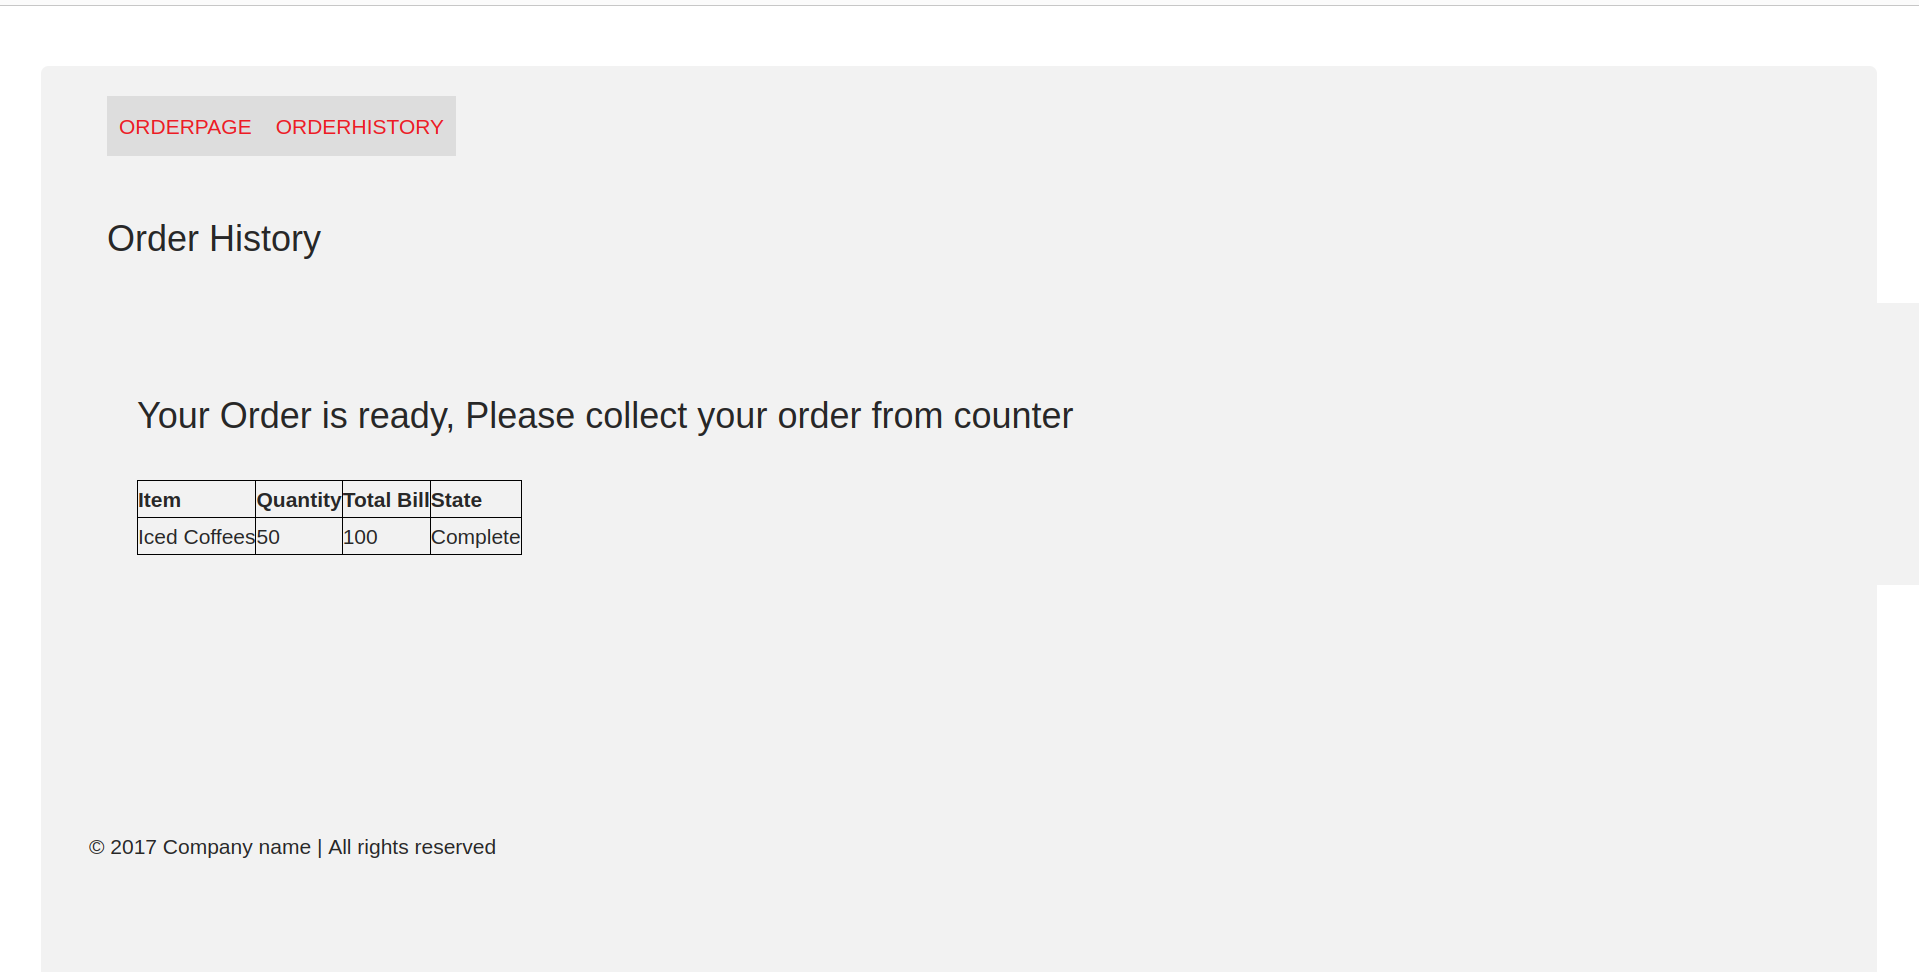 ORDERPAGE ORDERHISTORY
Order History
Your Order is ready, Please collect your order from counter
Item Quantity Total Bill State
Iced Coffees 50 100 Complete
© 2017 Company name | All rights reserved